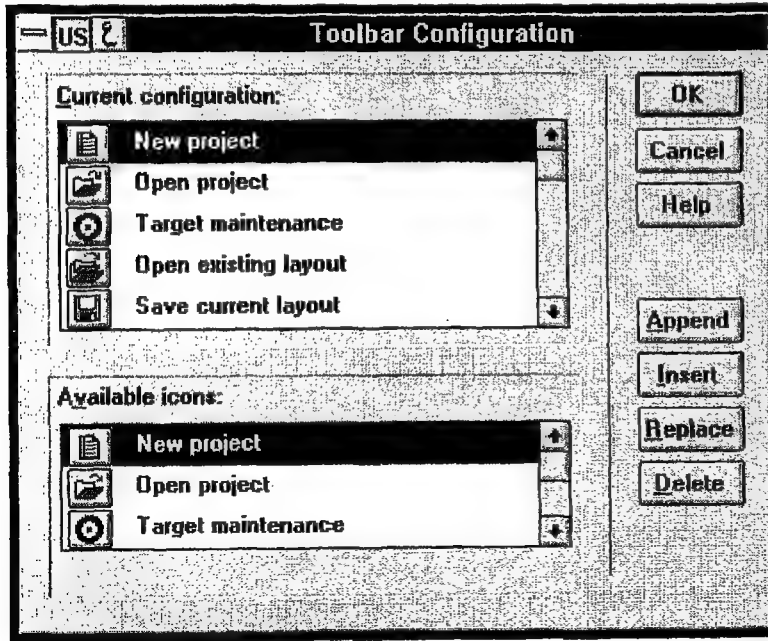 US
Toolbar Configuration
Current configuration:
New project
Open project
Target maintenance
Open existing layout
Save current layout
Available icons:
New project
Open project
Target maintenance
OK
Cancel
Help
Append
Insert
Replace
Delete